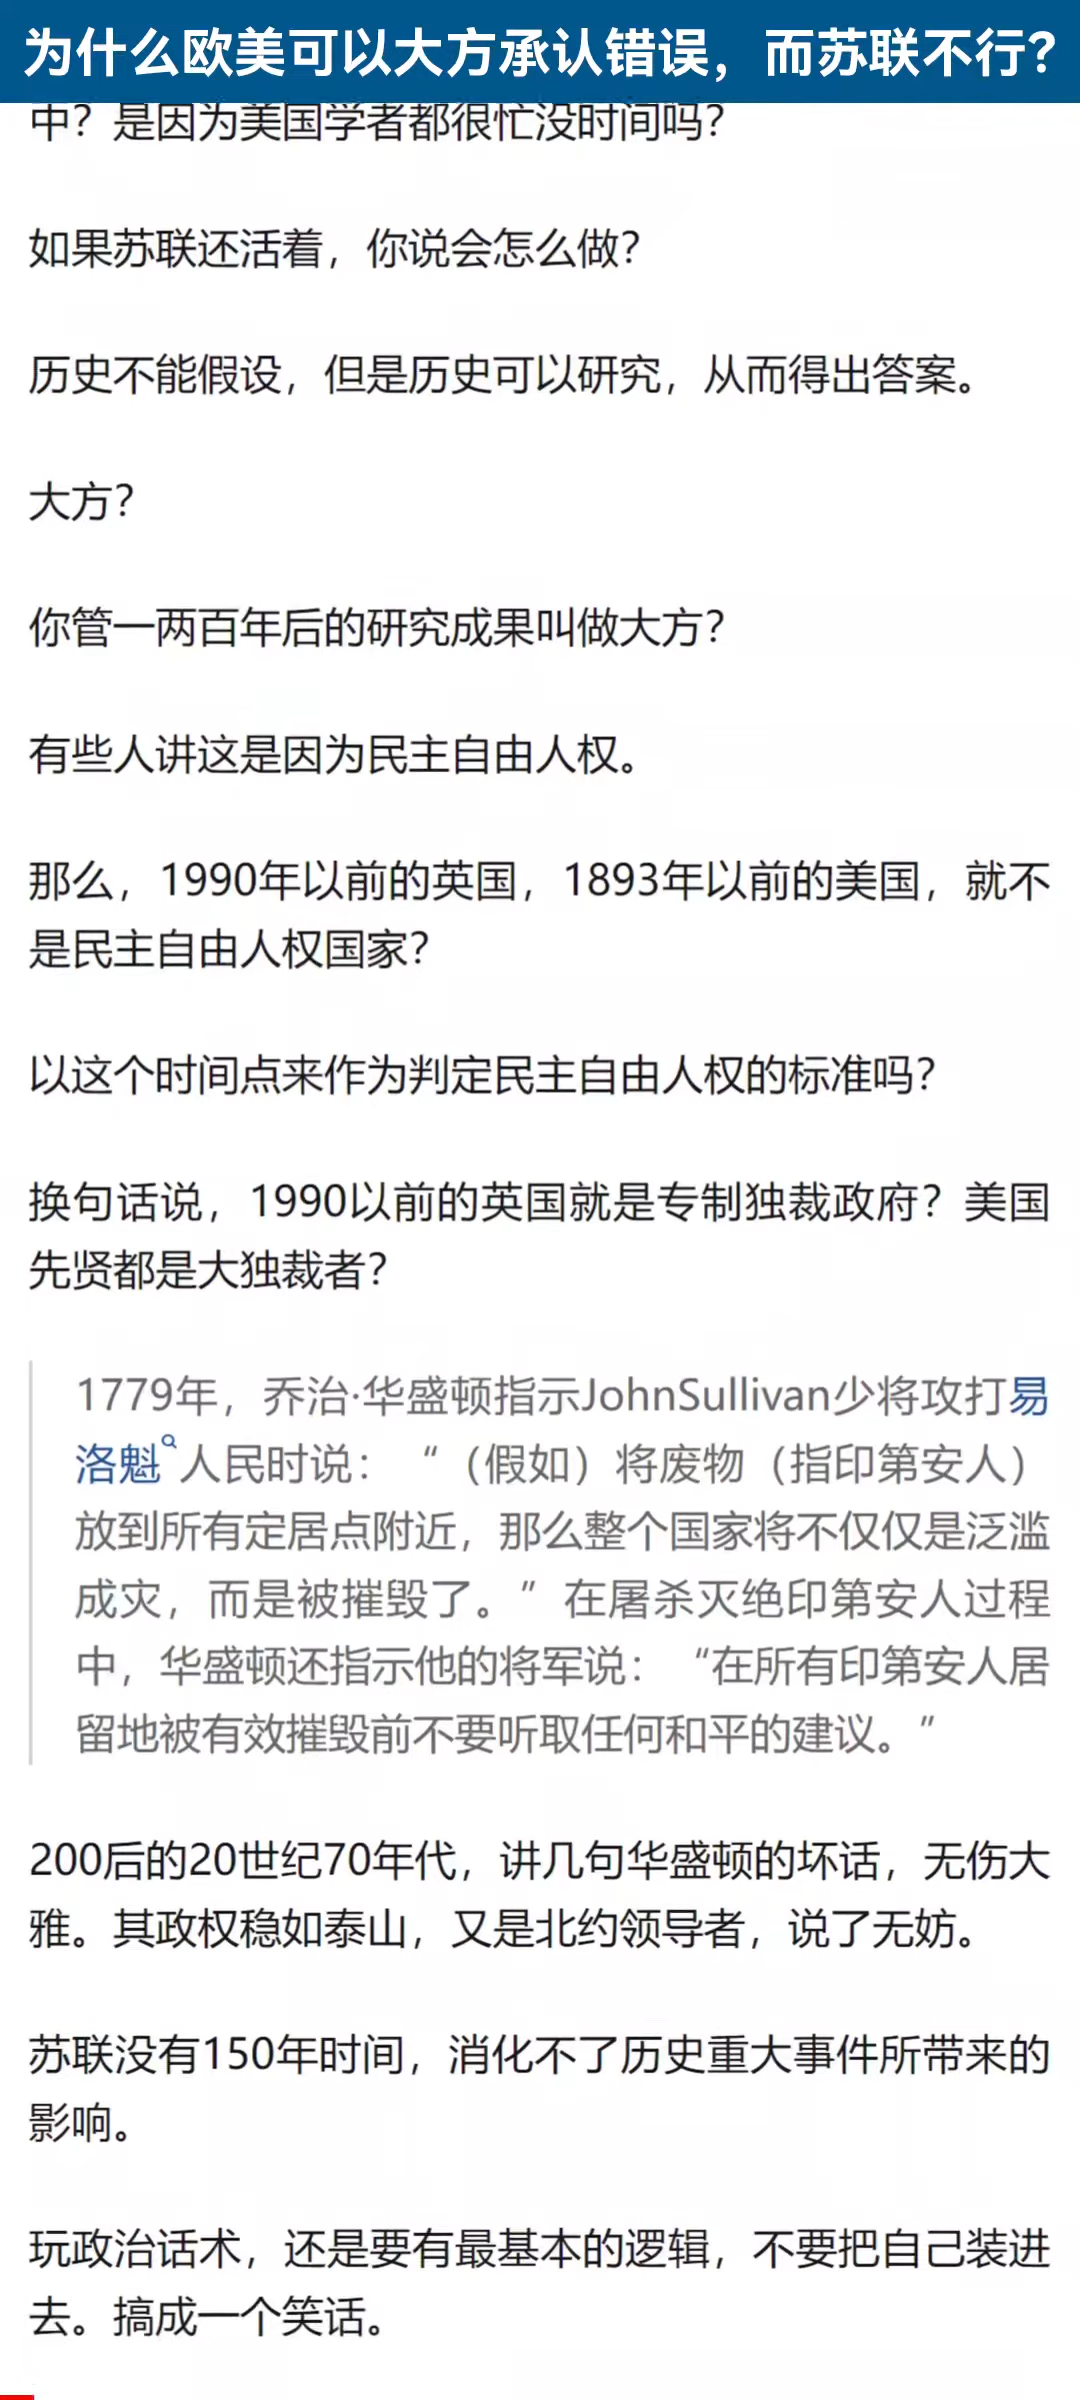 为什么欧美可以大方承认错误，而苏联不行？
中？是因为美国学者都很忙没时间吗？
如果苏联还活着，你说会怎么做？
历史不能假设，但是历史可以研究，从而得出答案。
大方？
你管一两百年后的研究成果叫做大方？
有些人讲这是因为民主自由人权。
那么，1990年以前的英国，1893年以前的美国，就不
是民主自由人权国家？
以这个时间点来作为判定民主自由人权的标准吗？
换句话说，1990以前的英国就是专制独裁政府？美国
先贤都是大独裁者？
1779年，乔治·华盛顿指示JohnSullivan少将攻打易
洛魁人民时说：“（假如）将废物（指印第安人）
放到所有定居点附近，那么整个国家将不仅仅是泛滥
成灾，而是被摧毁了。”在屠杀灭绝印第安人过程
中，华盛顿还指示他的将军说：“在所有印第安人居
留地被有效摧毁前不要听取任何和平的建议。”
200后的20世纪70年代，讲几句华盛顿的坏话，无伤大
雅。其政权稳如泰山，又是北约领导者，说了无妨。
苏联没有150年时间，消化不了历史重大事件所带来的
影响。
玩政治话术，还是要有最基本的逻辑，不要把自己装进
去。搞成一个笑话。